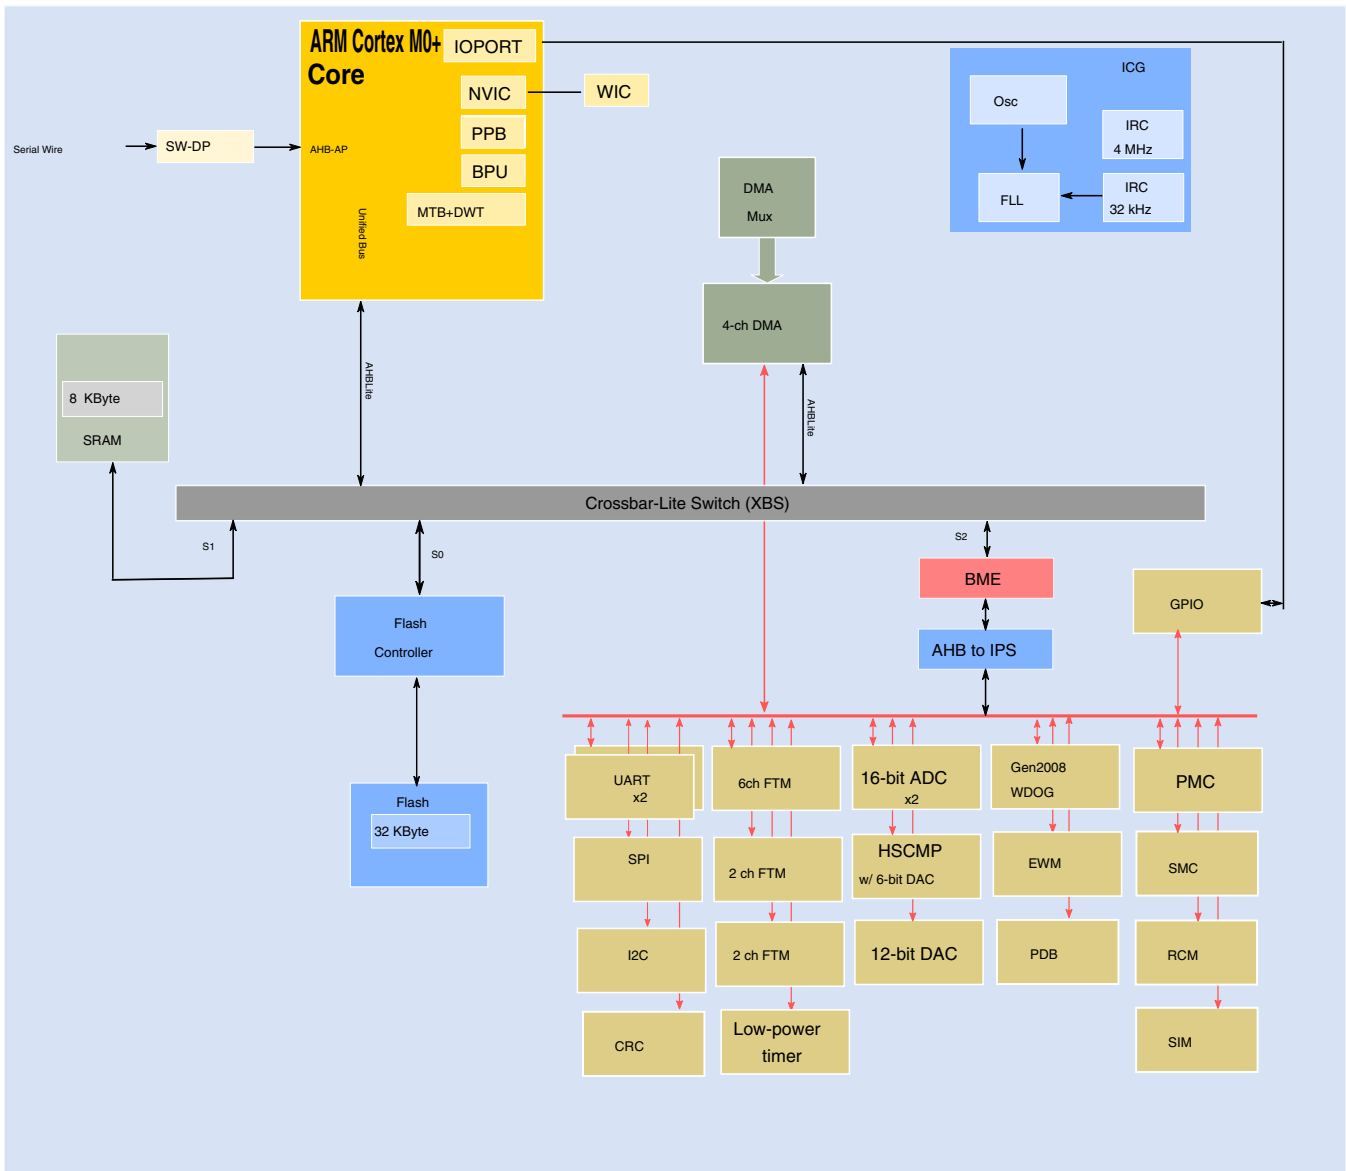 ARM Cortex M0+
Core
IOPORT
NVIC
WIC
PPB
BPU
MTB+DWT
Serial Wire
SW-DP
AHB-AP
Unified Bus
ICG
Osc
IRC
4 MHz
FLL
IRC
32 kHz
DMA
Mux
4-ch DMA
AHBLite
AHBLite
8 KByte
SRAM
Crossbar-Lite Switch (XBS)
S1
S0
S2
BME
AHB to IPS
GPIO
Flash
Controller
Flash
32 KByte
UART
x2
6ch FTM
16-bit ADC
x2
Gen2008
WDOG
PMC
SPI
2 ch FTM
HSCMP
w/ 6-bit DAC
EWM
SMC
I2C
2 ch FTM
12-bit DAC
PDB
RCM
CRC
Low-power
timer
SIM